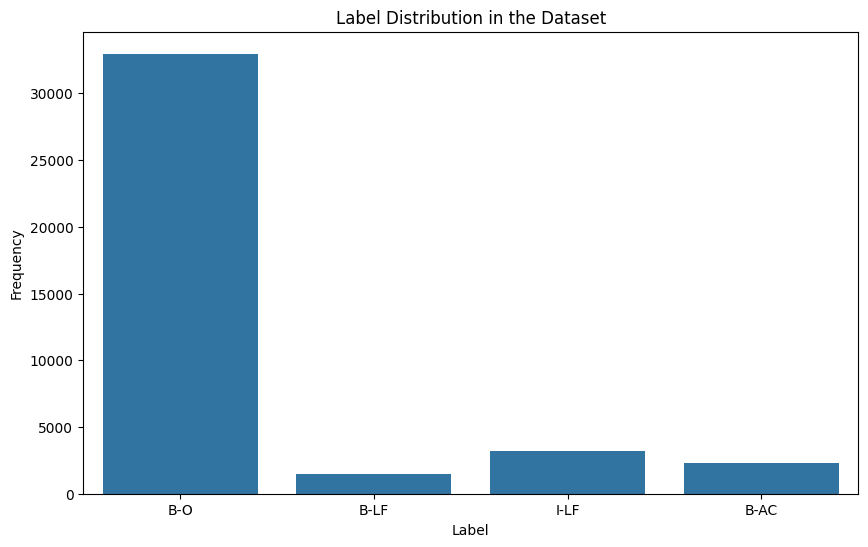 Label Distribution in the Dataset
Frequency
30000
25000
20000
15000
10000
5000
0
B-O B-LF I-LF B-AC
Label